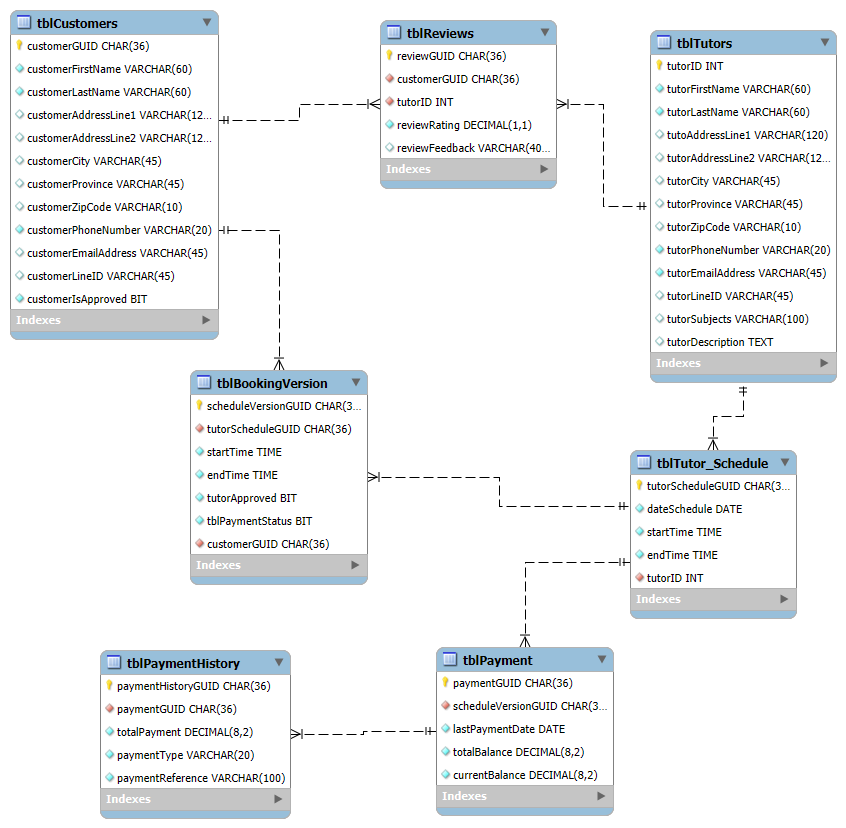 tblCustomers
customerGUID CHAR(36)
customerFirstName VARCHAR(60)
customerLastName VARCHAR(60)
customerAddressLine1 VARCHAR(12...
customerAddressLine2 VARCHAR(12...
customerCity VARCHAR(45)
customerProvince VARCHAR(45)
customerZipCode VARCHAR(10)
customerPhoneNumber VARCHAR(20)
customerEmailAddress VARCHAR(45)
customerLineID VARCHAR(45)
customerIsApproved BIT
Indexes
tblReviews
reviewGUID CHAR(36)
customerGUID CHAR(36)
tutorID INT
reviewRating DECIMAL(1,1)
reviewFeedback VARCHAR(40...
Indexes
tblTutors
tutorID INT
tutorFirstName VARCHAR(60)
tutorLastName VARCHAR(60)
tutoAddressLine1 VARCHAR(120)
tutorAddressLine2 VARCHAR(12...
tutorCity VARCHAR(45)
tutorProvince VARCHAR(45)
tutorZipCode VARCHAR(10)
tutorPhoneNumber VARCHAR(20)
tutorEmailAddress VARCHAR(45)
tutorLineID VARCHAR(45)
tutorSubjects VARCHAR(100)
tutorDescription TEXT
Indexes
tblBookingVersion
scheduleVersionGUID CHAR(3...
tutorScheduleGUID CHAR(36)
startTime TIME
endTime TIME
tutorApproved BIT
tblPaymentStatus BIT
customerGUID CHAR(36)
Indexes
tblTutor_Schedule
tutorScheduleGUID CHAR(3...
dateSchedule DATE
startTime TIME
endTime TIME
tutorID INT
Indexes
tblPaymentHistory
paymentHistoryGUID CHAR(36)
paymentGUID CHAR(36)
totalPayment DECIMAL(8,2)
paymentType VARCHAR(20)
paymentReference VARCHAR(100)
Indexes
tblPayment
paymentGUID CHAR(36)
scheduleVersionGUID CHAR(3...
lastPaymentDate DATE
totalBalance DECIMAL(8,2)
currentBalance DECIMAL(8,2)
Indexes